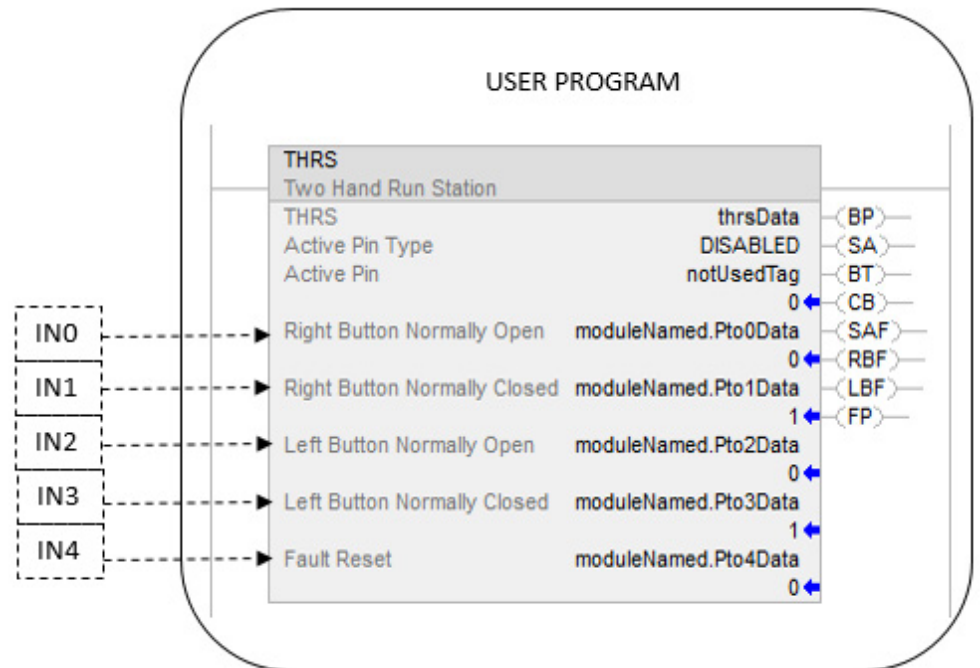 USER PROGRAM
THRS
Two Hand Run Station
THRS thrsData (BP)
Active Pin Type DISABLED (SA)
Active Pin notUsedTag (BT)
0 (CB)
IN0 Right Button Normally Open moduleNamed.Pto0Data (SAF)
0 (RBF)
IN1 Right Button Normally Closed moduleNamed.Pto1Data (LBF)
1 (FP)
IN2 Left Button Normally Open moduleNamed.Pto2Data
0
IN3 Left Button Normally Closed moduleNamed.Pto3Data
1
IN4 Fault Reset moduleNamed.Pto4Data
0